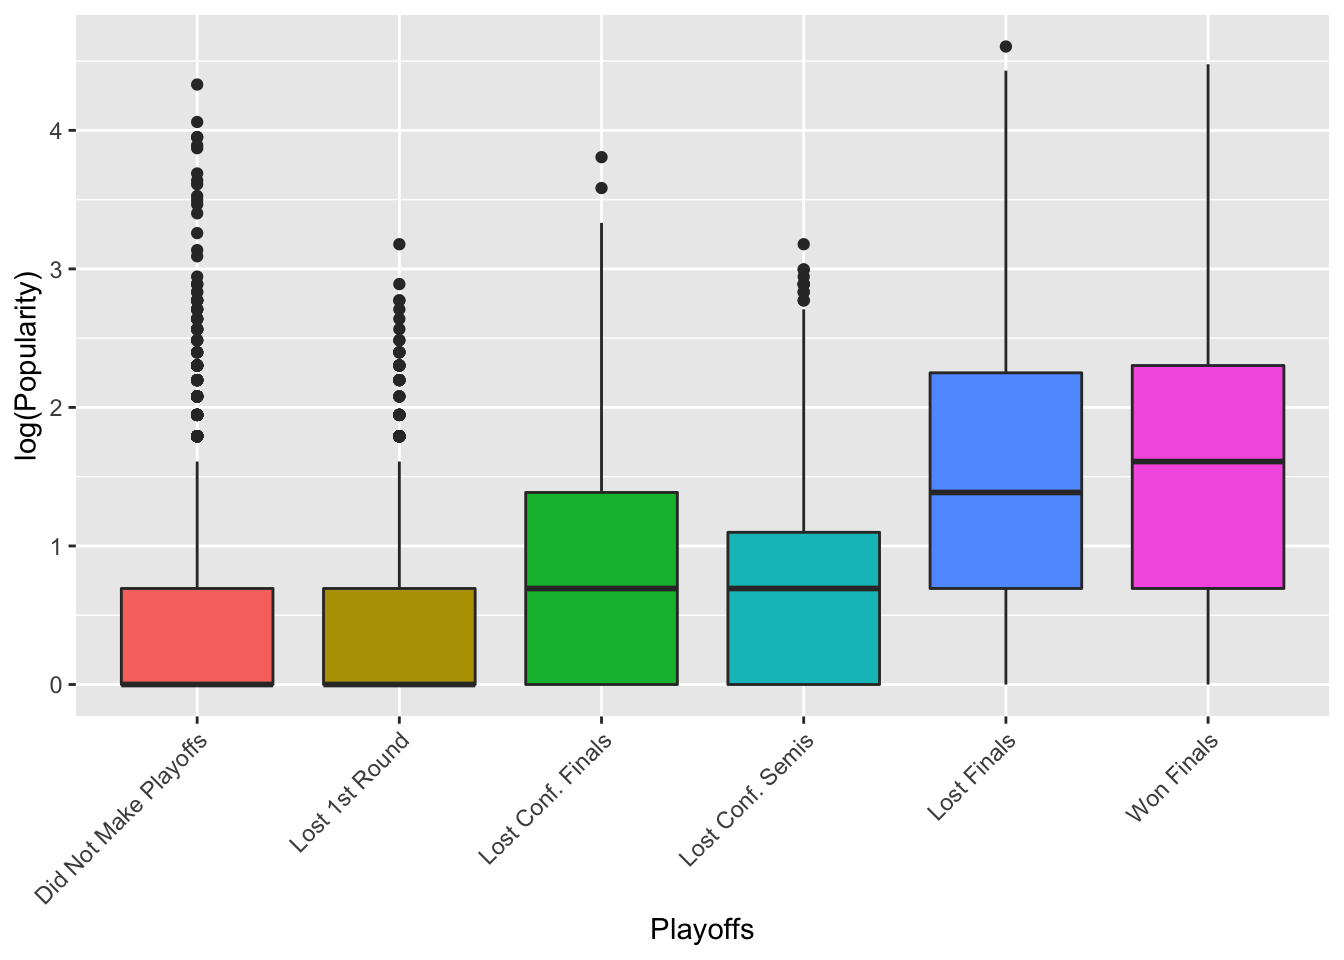 log(Popularity)
4
3
2
1
0
Did Not Make Playoffs
Lost 1st Round
Lost Conf. Finals
Lost Conf. Semis
Lost Finals
Won Finals
Playoffs